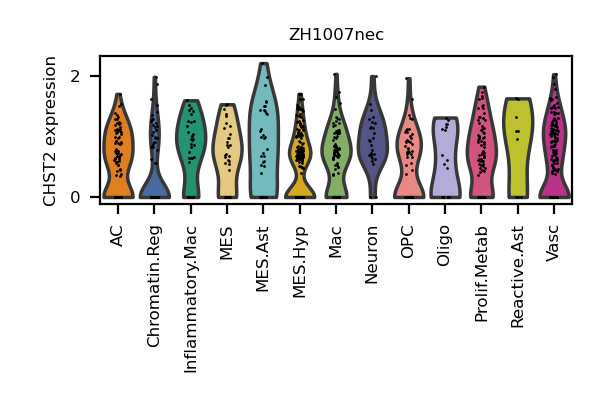 ZH1007nec
CHST2 expression
2
0
AC
Chromatin.Reg
Inflammatory.Mac
MES
MES.Ast
MES.Hyp
Mac
Neuron
OPC
Oligo
Prolif.Metab
Reactive.Ast
Vasc